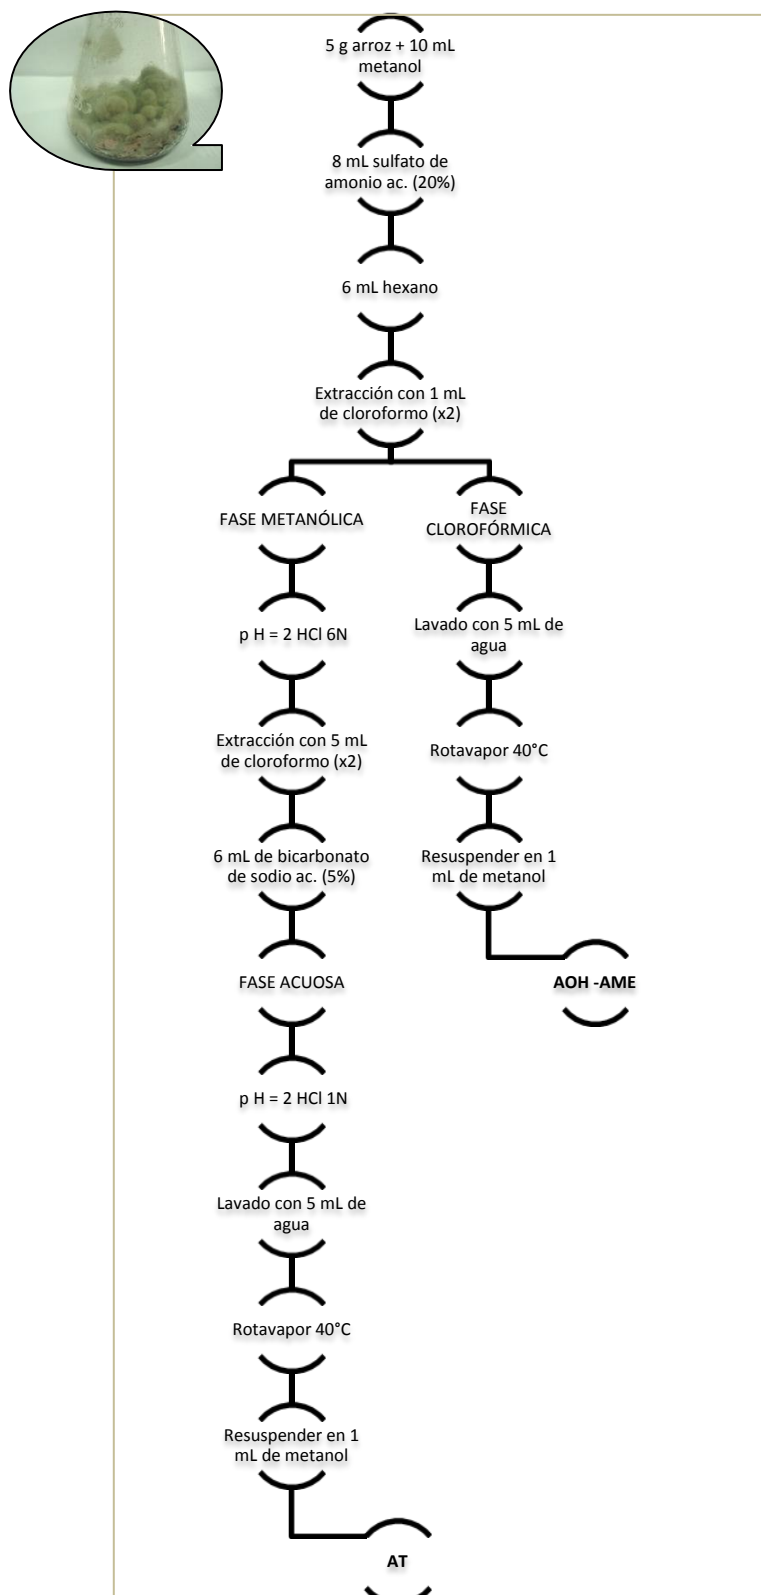 5 g arroz + 10 mL
metanol
8 mL sulfato de
amonio ac. (20%)
6 mL hexano
Extracción con 1 mL
de cloroformo (x2)
FASE METANÓLICA
p H = 2 HCl 6N
Extracción con 5 mL
de cloroformo (x2)
6 mL de bicarbonato
de sodio ac. (5%)
FASE ACUOSA
p H = 2 HCl 1N
Lavado con 5 mL de
agua
Rotavapor 40°C
Resuspender en 1
mL de metanol
AT
FASE
CLOROFÓRMICA
Lavado con 5 mL de
agua
Rotavapor 40°C
Resuspender en 1
mL de metanol
AOH -AME